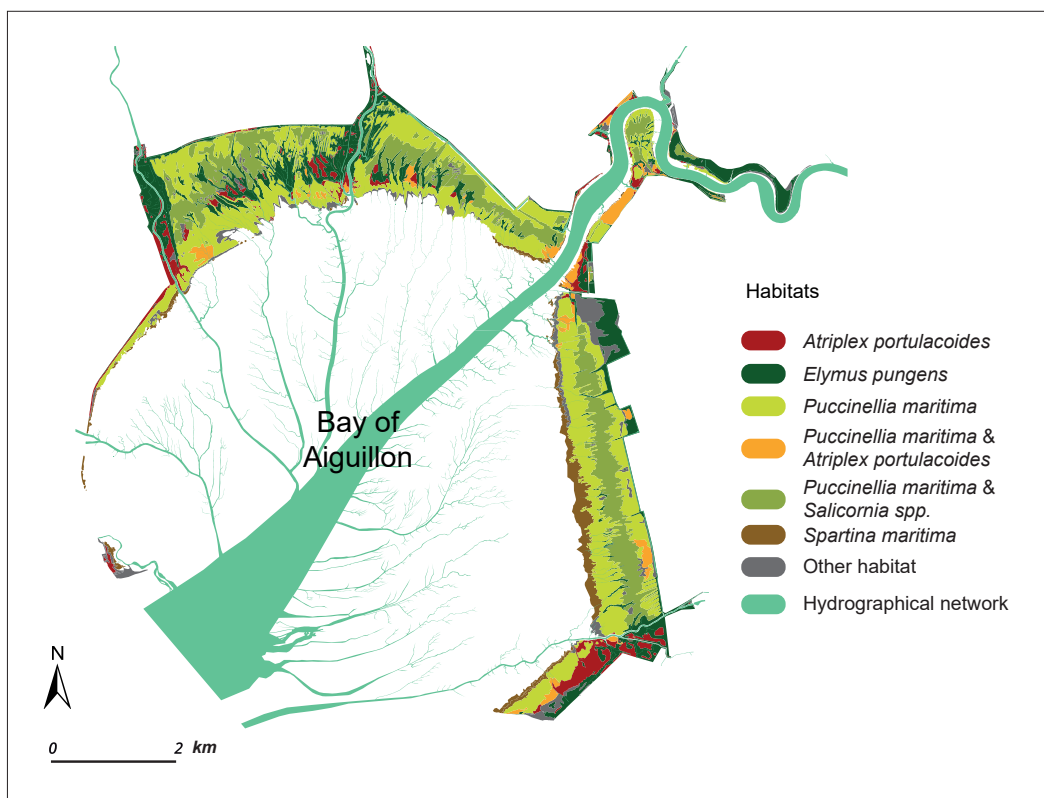 Bay of
Aiguillon
Habitats
Atriplex portulacoides
Elymus pungens
Puccinellia maritima
Puccinellia maritima &
Atriplex portulacoides
Puccinellia maritima &
Salicornia spp.
Spartina maritima
Other habitat
Hydrographical network
N
0 2 km